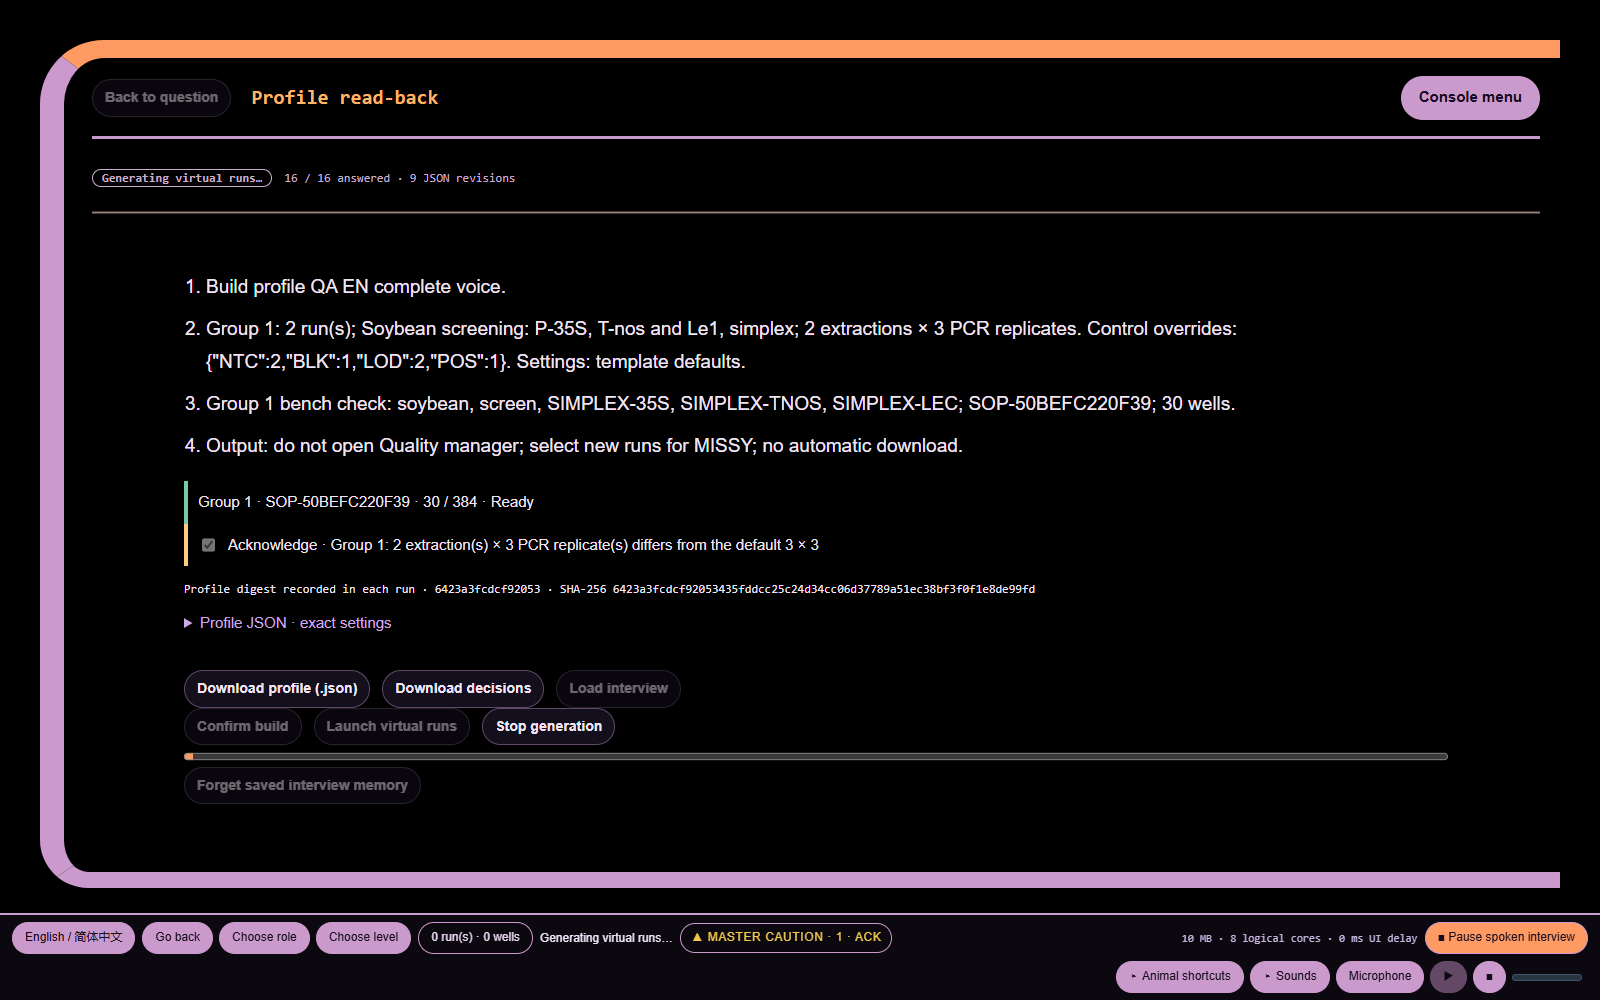 Back to question
Profile read-back
Console menu
Generating virtual runs…
16 / 16 answered · 9 JSON revisions
1. Build profile QA EN complete voice.
2. Group 1: 2 run(s); Soybean screening: P-35S, T-nos and Le1, simplex; 2 extractions × 3 PCR replicates. Control overrides:
{"NTC":2,"BLK":1,"LOD":2,"POS":1}. Settings: template defaults.
3. Group 1 bench check: soybean, screen, SIMPLEX-35S, SIMPLEX-TNOS, SIMPLEX-LEC; SOP-50BEFC220F39; 30 wells.
4. Output: do not open Quality manager; select new runs for MISSY; no automatic download.
Group 1 · SOP-50BEFC220F39 · 30 / 384 · Ready
Acknowledge · Group 1: 2 extraction(s) × 3 PCR replicate(s) differs from the default 3 × 3
Profile digest recorded in each run · 6423a3fcdcf92053 · SHA-256 6423a3fcdcf92053435fddcc25c24d34cc06d37789a51ec38bf3f0f1e8de99fd
▶ Profile JSON · exact settings
Download profile (.json)
Download decisions
Load interview
Confirm build
Launch virtual runs
Stop generation
Forget saved interview memory
English / 简体中文
Go back
Choose role
Choose level
0 run(s) · 0 wells
Generating virtual runs…
▲ MASTER CAUTION · 1 · ACK
10 MB · 8 logical cores · 0 ms UI delay
■ Pause spoken interview
‣ Animal shortcuts
‣ Sounds
Microphone